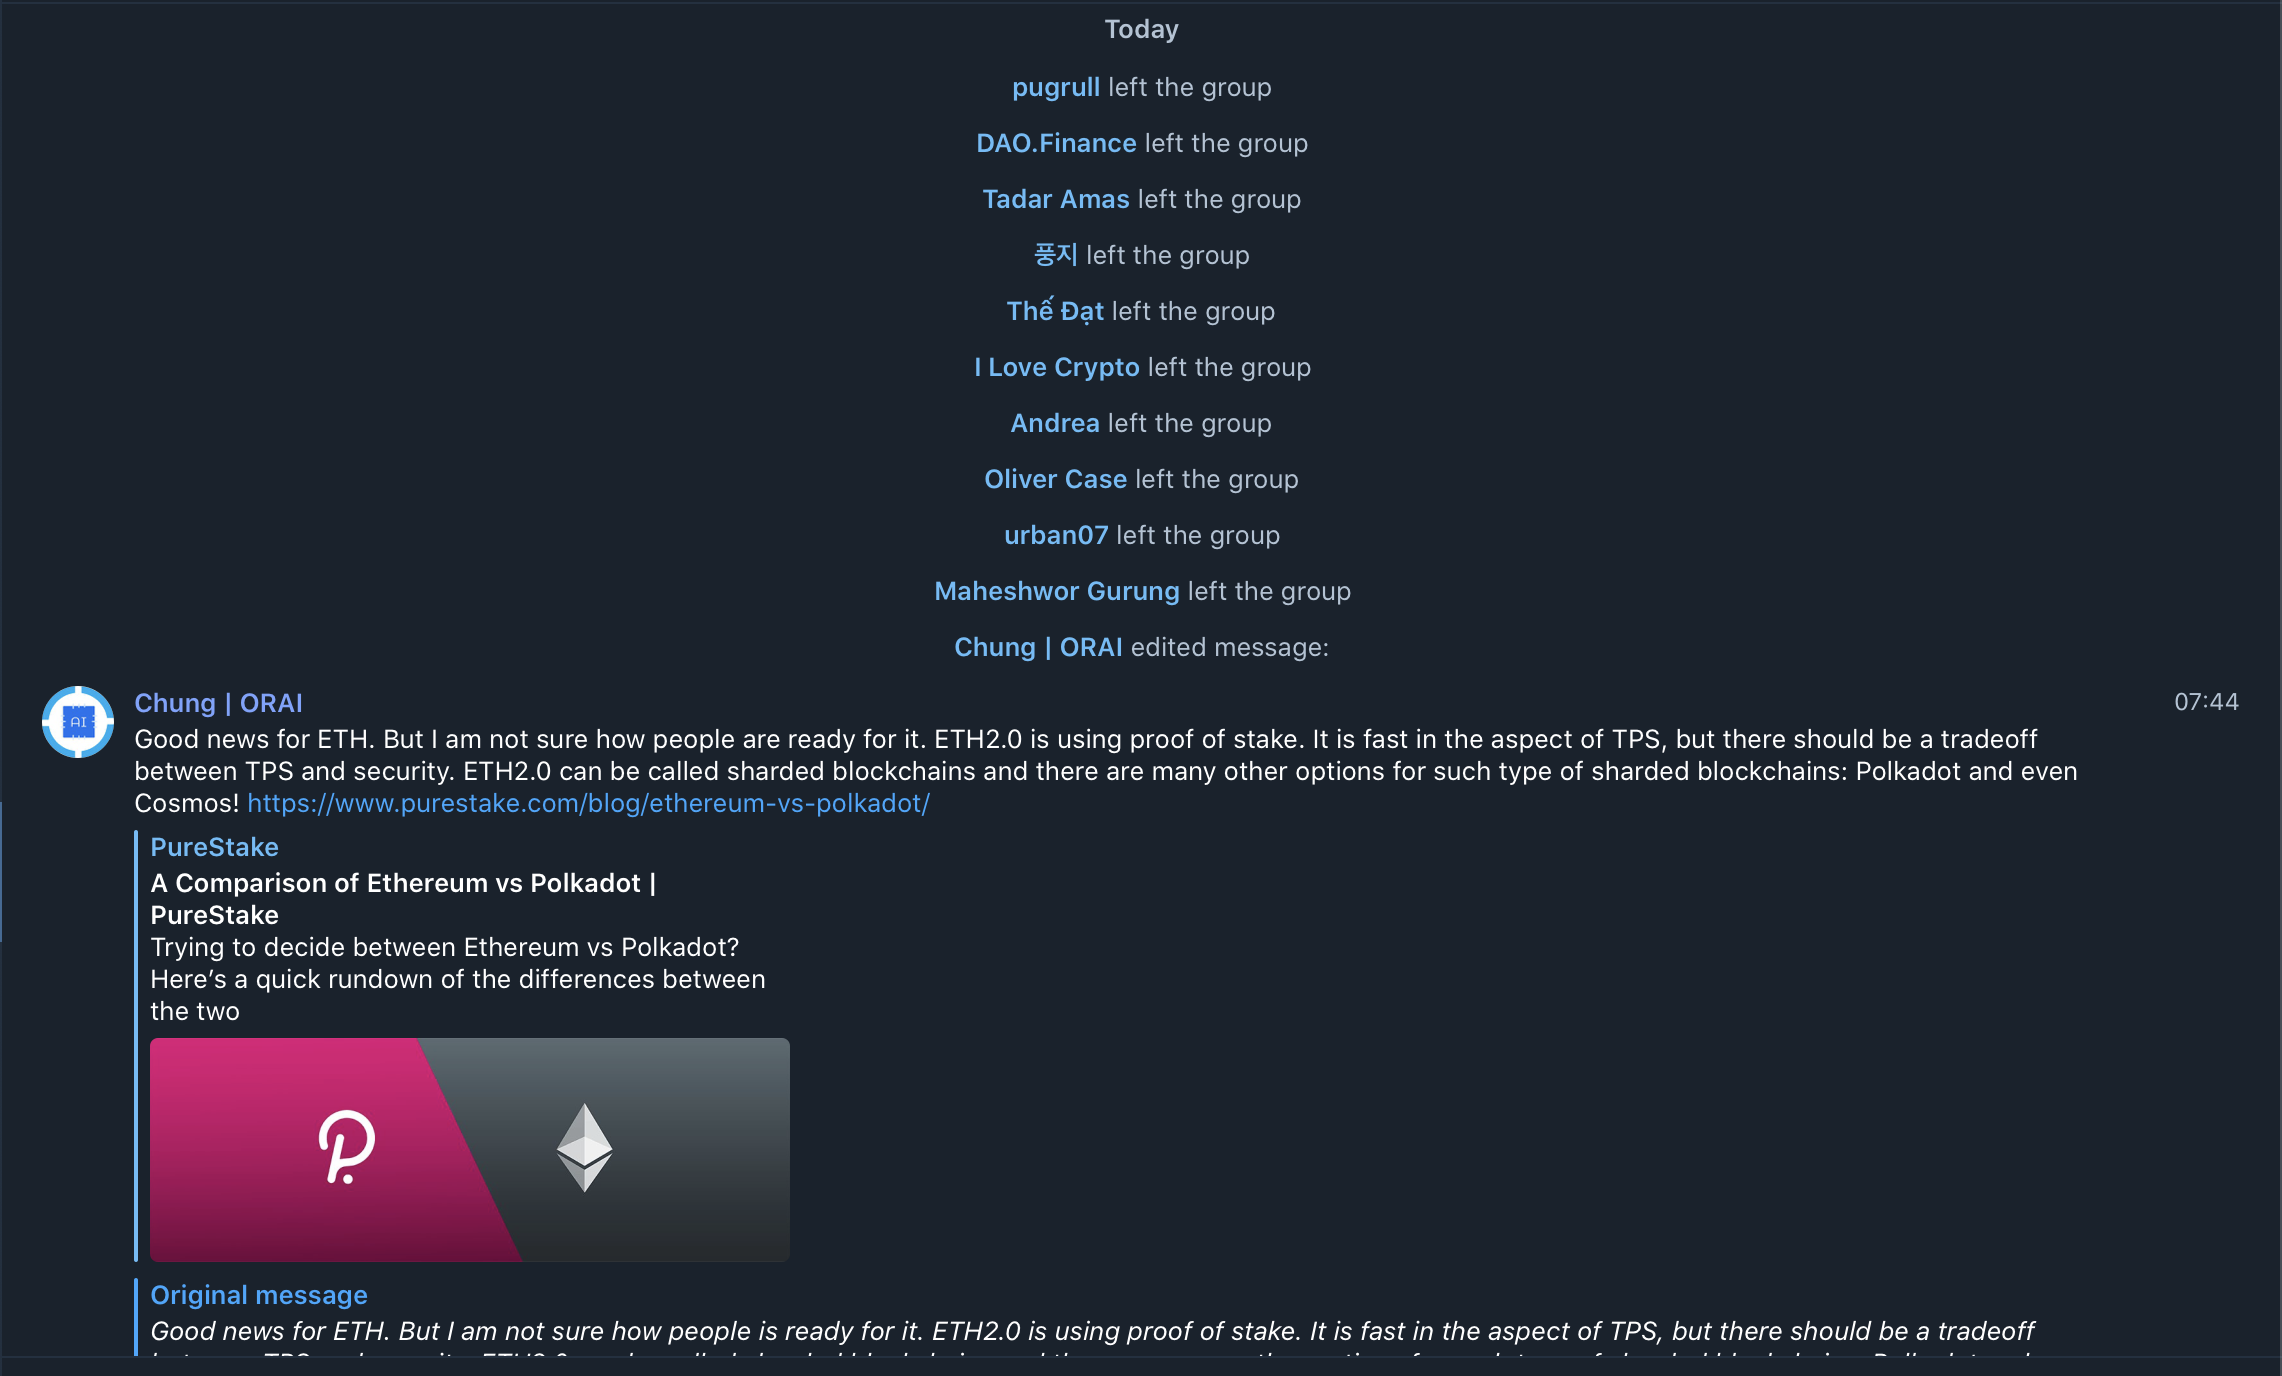 Today
pugrull left the group
DAO.Finance left the group
Tadar Amas left the group
풍지 left the group
Thế Đạt left the group
I Love Crypto left the group
Andrea left the group
Oliver Case left the group
urban07 left the group
Maheshwor Gurung left the group
Chung | ORAI edited message:
Chung | ORAI 07:44
AI
Good news for ETH. But I am not sure how people are ready for it. ETH2.0 is using proof of stake. It is fast in the aspect of TPS, but there should be a tradeoff
between TPS and security. ETH2.0 can be called sharded blockchains and there are many other options for such type of sharded blockchains: Polkadot and even
Cosmos! https://www.purestake.com/blog/ethereum-vs-polkadot/
PureStake
A Comparison of Ethereum vs Polkadot |
PureStake
Trying to decide between Ethereum vs Polkadot?
Here’s a quick rundown of the differences between
the two
Original message
Good news for ETH. But I am not sure how people is ready for it. ETH2.0 is using proof of stake. It is fast in the aspect of TPS, but there should be a tradeoff